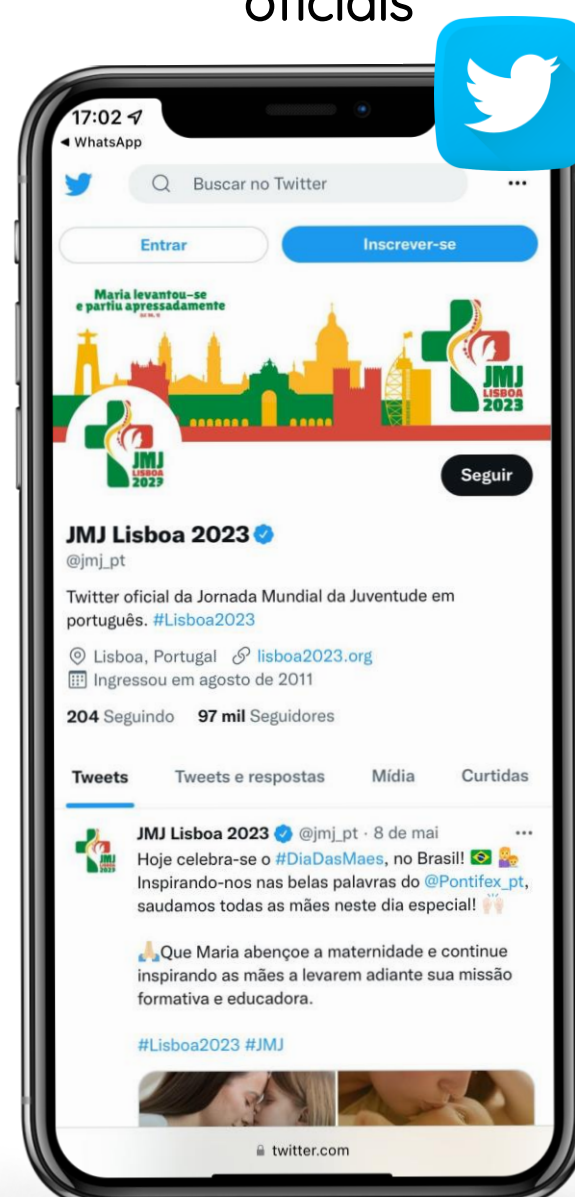 oficiais
17:02
◀ WhatsApp
Buscar no Twitter
Entrar
Inscrever-se
Maria levantou-se
e partiu apressadamente
JMJ
LISBOA
2023
JMJ
LISBOA
2023
Seguir
JMJ Lisboa 2023
@jmj_pt
Twitter oficial da Jornada Mundial da Juventude em
português. #Lisboa2023
Lisboa, Portugal lisboa2023.org
Ingressou em agosto de 2011
204 Seguindo 97 mil Seguidores
Tweets Tweets e respostas Mídia Curtidas
JMJ Lisboa 2023 @jmj_pt · 8 de mai
JMJ
Hoje celebra-se o #DiaDasMaes, no Brasil! 🇧🇷
Inspirando-nos nas belas palavras do @Pontifex_pt,
saudamos todas as mães neste dia especial! 🙌🏻
🙏🏼Que Maria abençoe a maternidade e continue
inspirando as mães a levarem adiante sua missão
formativa e educadora.
#Lisboa2023 #JMJ
twitter.com